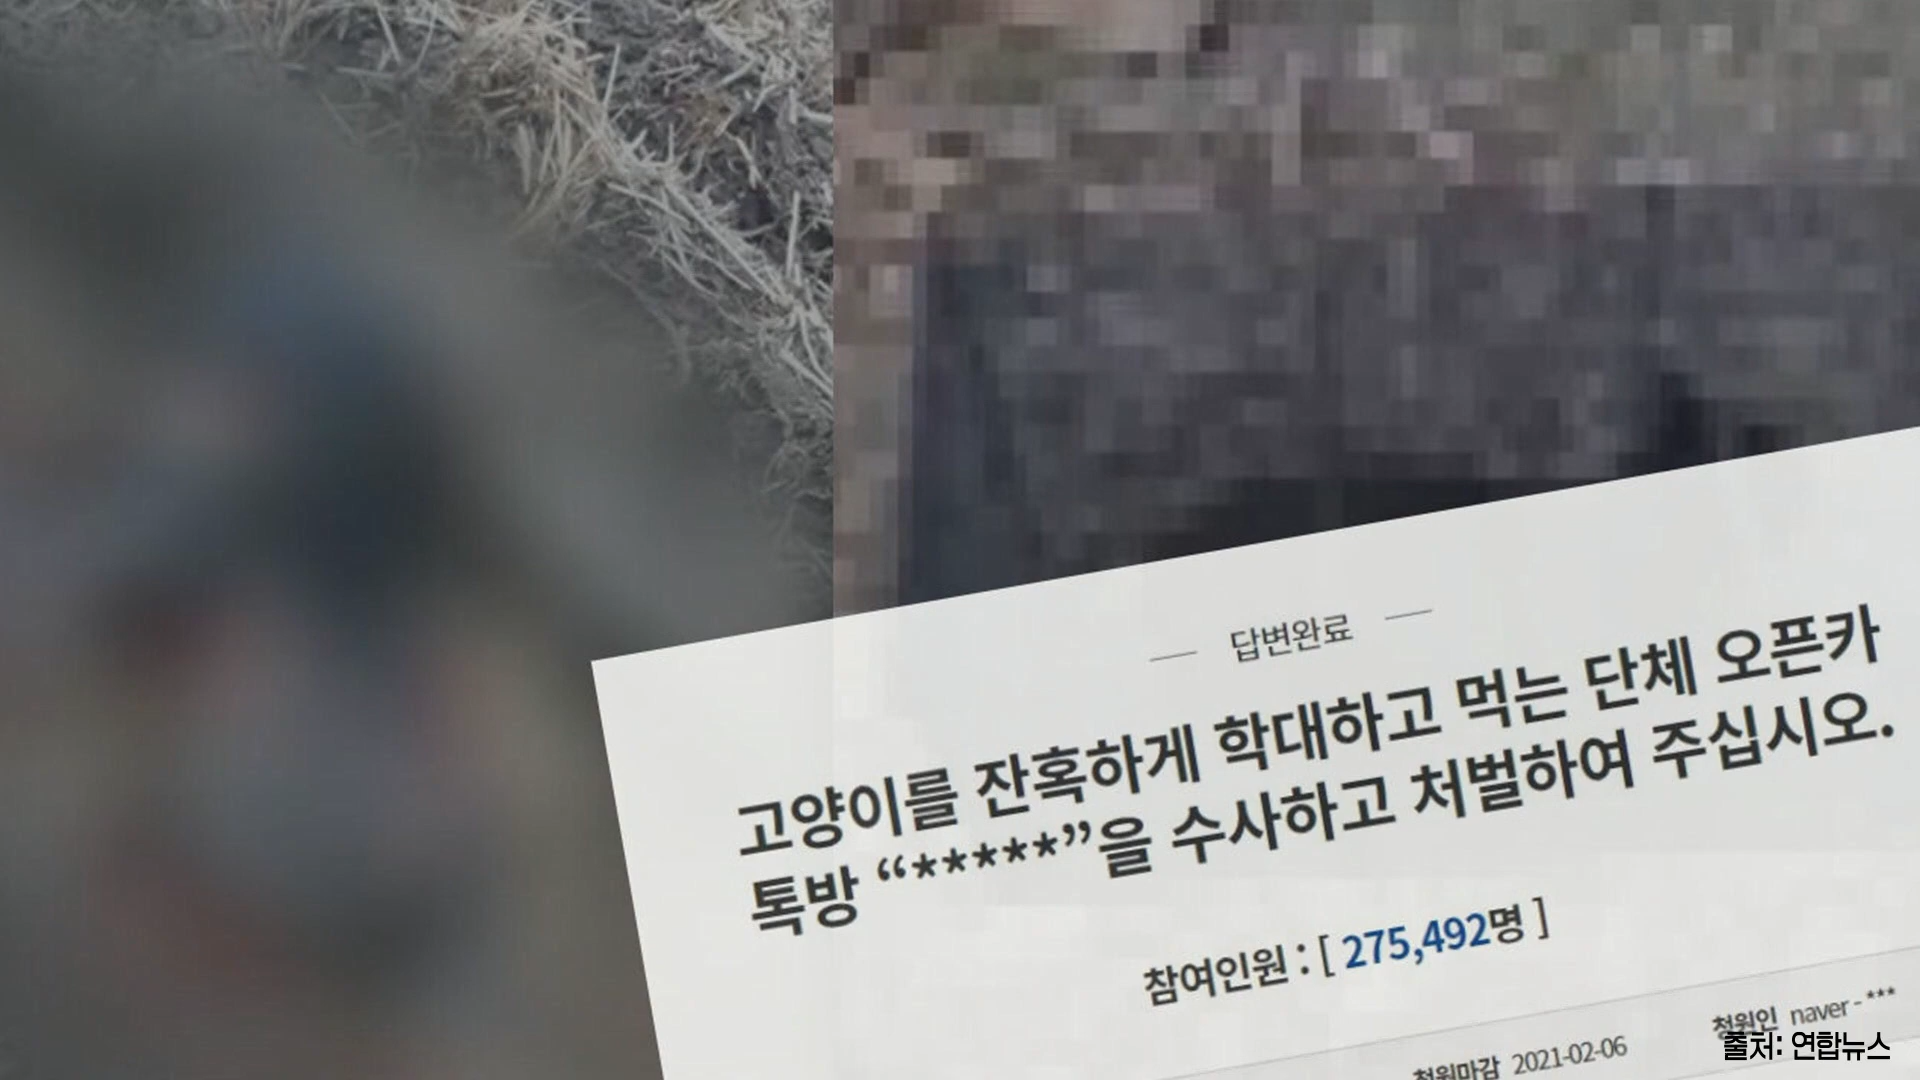 답변완료
고양이를 잔혹하게 학대하고 먹는 단체 오픈카
톡방 “*****”을 수사하고 처벌하여 주십시오.
참여인원 : [ 275,492명 ]
청원마감 2021-02-06
청원인 naver - ***
출처: 연합뉴스